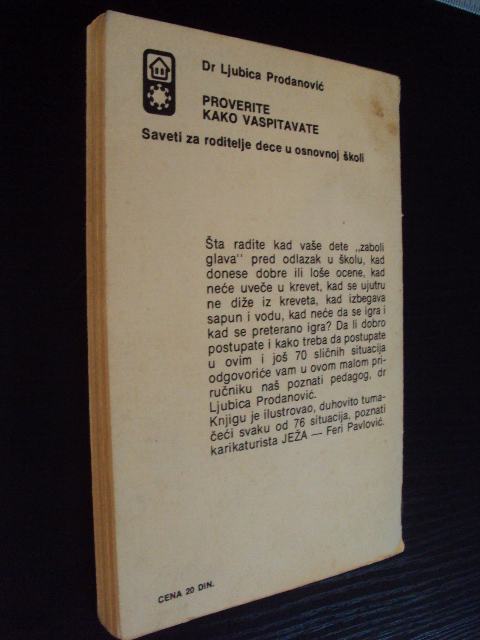 Dr Ljubica Prodanović
PROVERITE
KAKO VASPITAVATE
Saveti za roditelje dece u osnovnoj školi
Šta radite kad vaše dete „zaboli
glava" pred odlazak u školu, kad
donese dobre ili loše ocene, kad
neće uveče u krevet, kad se ujutru
ne diže iz kreveta, kad izbegava
sapun i vodu, kad neće da se igra i
kad se preterano igra? Da li dobro
postupate i kako treba da postupate
u ovim i još 70 sličnih situacija
odgovoriće vam u ovom malom pri-
ručniku naš poznati pedagog, dr
Ljubica Prodanović.
Knjigu je ilustrovao, duhovito tuma-
čeći svaku od 76 situacija, poznati
karikaturista JEŽA — Feri Pavlović.
CENA 20 DIN.